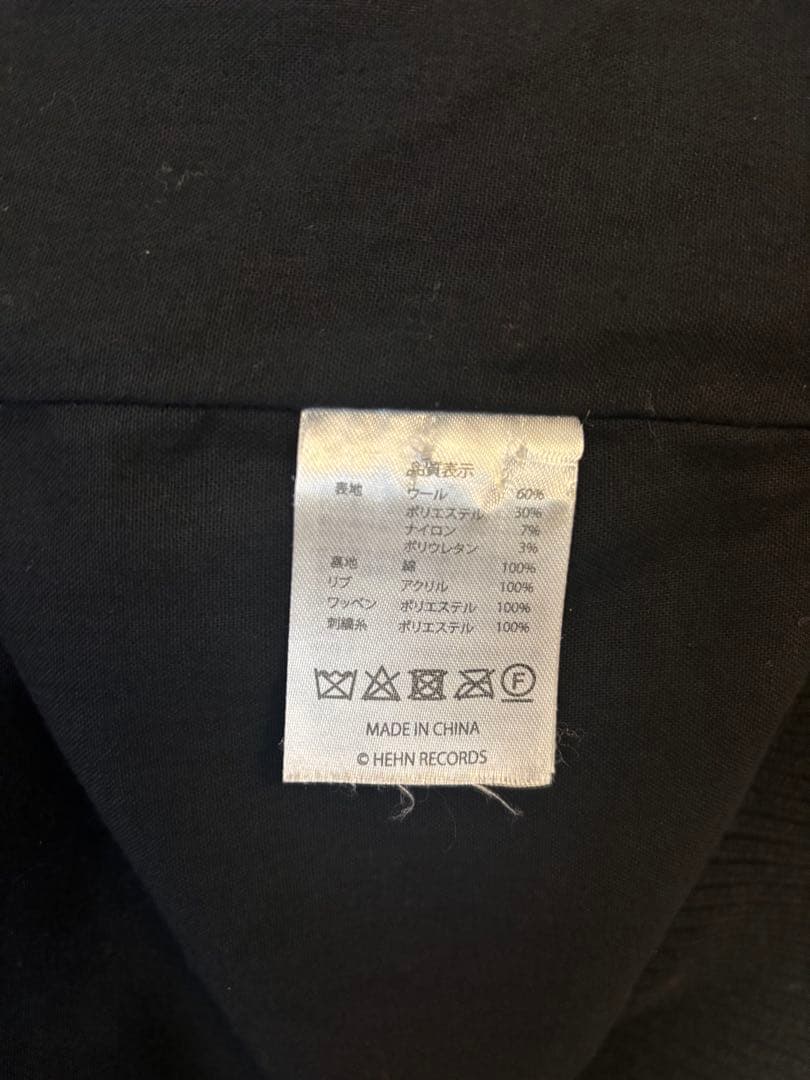 品質表示
表地 ウール 60%
ポリエステル 30%
ナイロン 7%
ポリウレタン 3%
裏地 綿 100%
リブ アクリル 100%
ワッペン ポリエステル 100%
刺繍糸 ポリエステル 100%
F
MADE IN CHINA
© HEHN RECORDS